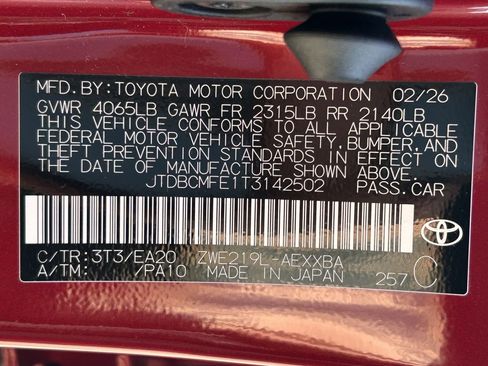 MFD.BY:TOYOTA MOTOR CORPORATION 02/26
GVWR 4065LB GAWR FR 2315LB RR 2140LB
THIS VEHICLE CONFORMS TO ALL APPLICABLE
FEDERAL MOTOR VEHICLE SAFETY,BUMPER,AND
THEFT PREVENTION STANDARDS IN EFFECT ON
THE DATE OF MANUFACTURE SHOWN ABOVE.
JTDBCMFE1T3142502 PASS.CAR
C/TR:3T3/EA20 ZWE219L-AEXXBA
A/TM: /PA10 MADE IN JAPAN 257 C